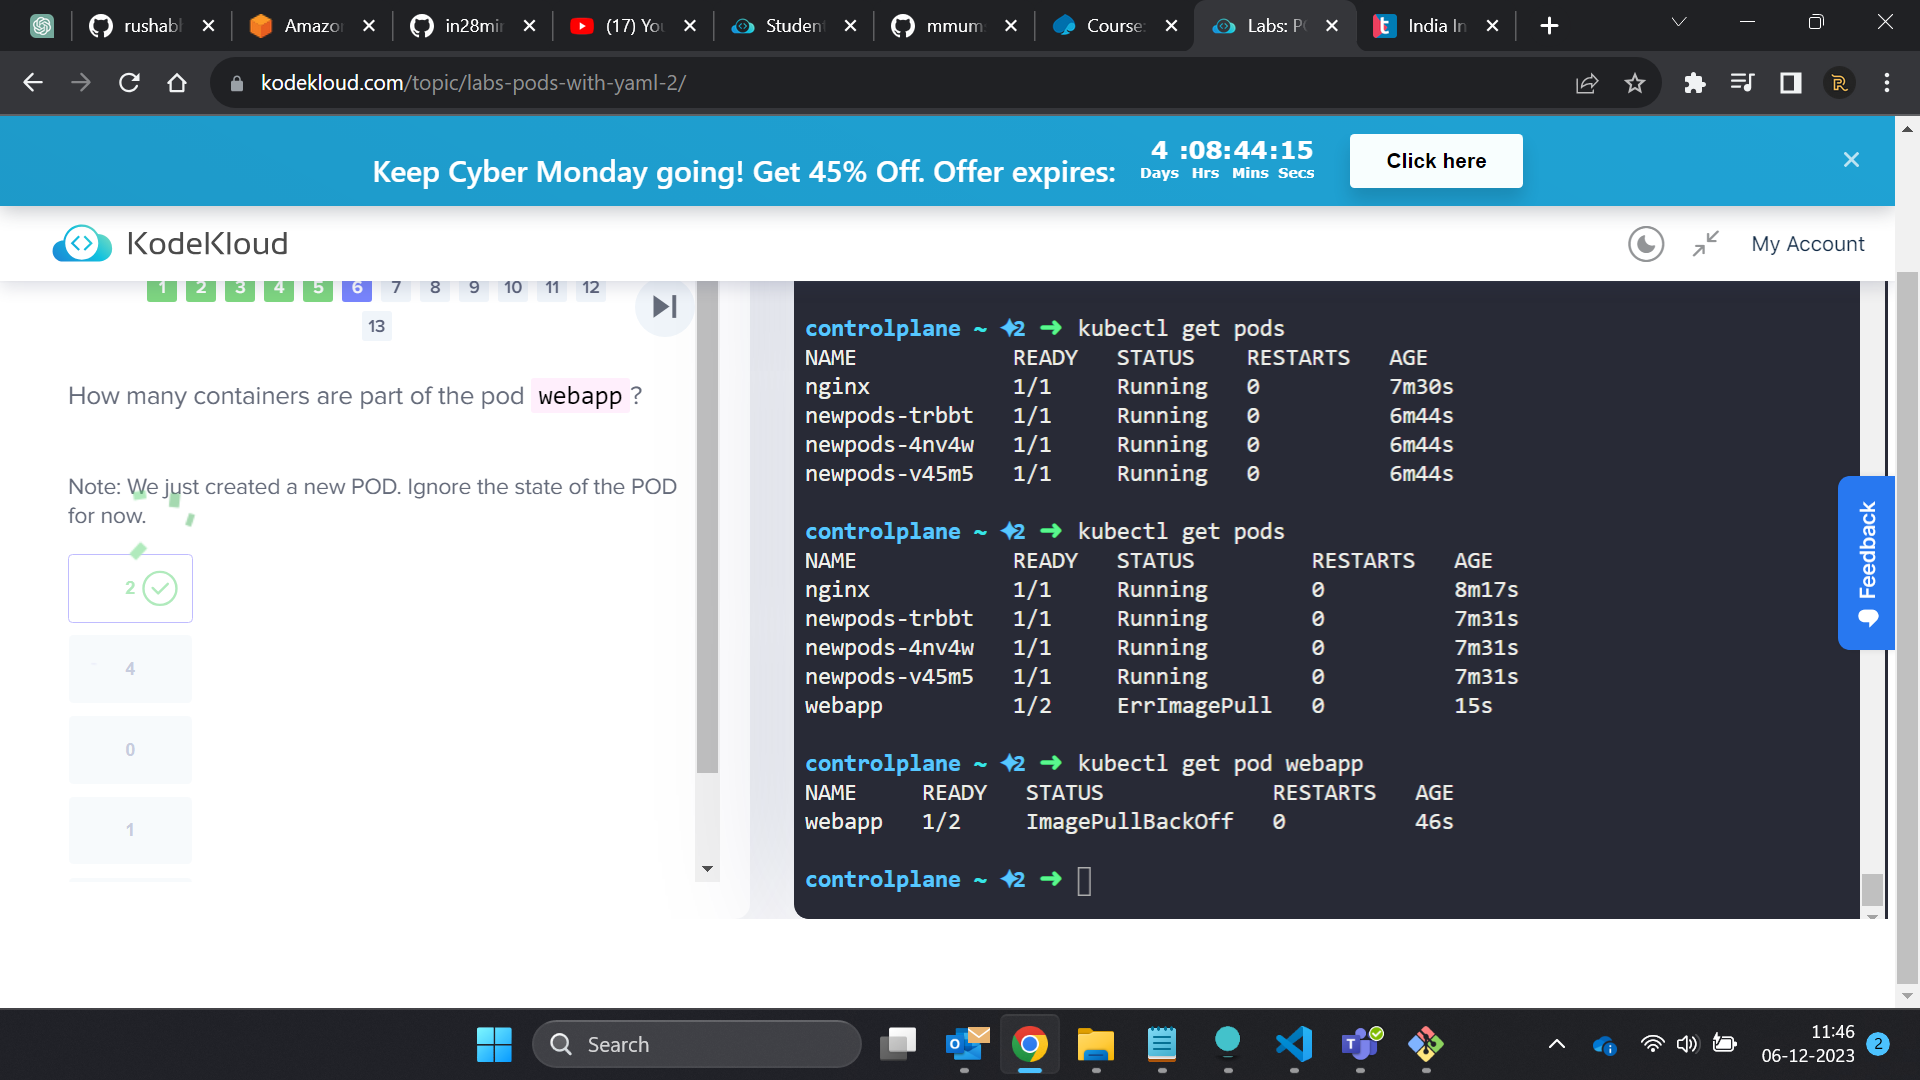 rushabh
Amazon
in28min
(17) You
Student
mmums
Course:
Labs: PO
India In
kodekloud.com/topic/labs-pods-with-yaml-2/
Keep Cyber Monday going! Get 45% Off. Offer expires:
4 :08:44:15
Days Hrs Mins Secs
Click here
KodeKloud
My Account
1 2 3 4 5 6 7 8 9 10 11 12
13
How many containers are part of the pod webapp ?
Note: We just created a new POD. Ignore the state of the POD
for now.
2
4
0
1
controlplane ~ ✦2 ➜ kubectl get pods
NAME READY STATUS RESTARTS AGE
nginx 1/1 Running 0 7m30s
newpods-trbbt 1/1 Running 0 6m44s
newpods-4nv4w 1/1 Running 0 6m44s
newpods-v45m5 1/1 Running 0 6m44s
controlplane ~ ✦2 ➜ kubectl get pods
NAME READY STATUS RESTARTS AGE
nginx 1/1 Running 0 8m17s
newpods-trbbt 1/1 Running 0 7m31s
newpods-4nv4w 1/1 Running 0 7m31s
newpods-v45m5 1/1 Running 0 7m31s
webapp 1/2 ErrImagePull 0 15s
controlplane ~ ✦2 ➜ kubectl get pod webapp
NAME READY STATUS RESTARTS AGE
webapp 1/2 ImagePullBackOff 0 46s
controlplane ~ ✦2 ➜
Feedback
Search
11:46
06-12-2023
2